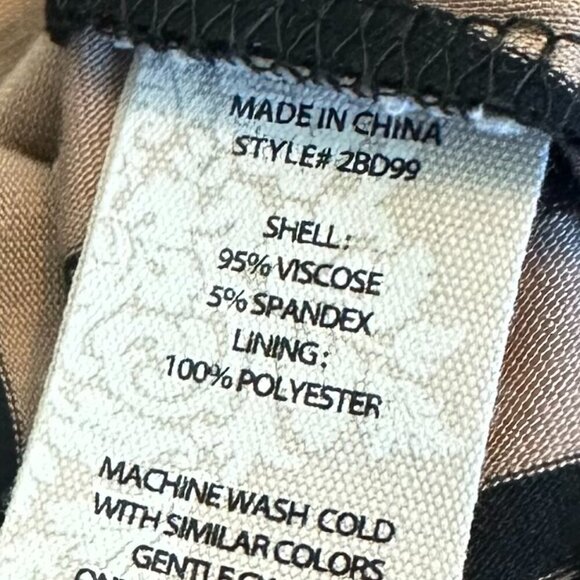 MADE IN CHINA
STYLE# 2BD99
SHELL:
95% VISCOSE
5% SPANDEX
LINING:
100% POLYESTER
MACHINE WASH COLD
WITH SIMILAR COLORS